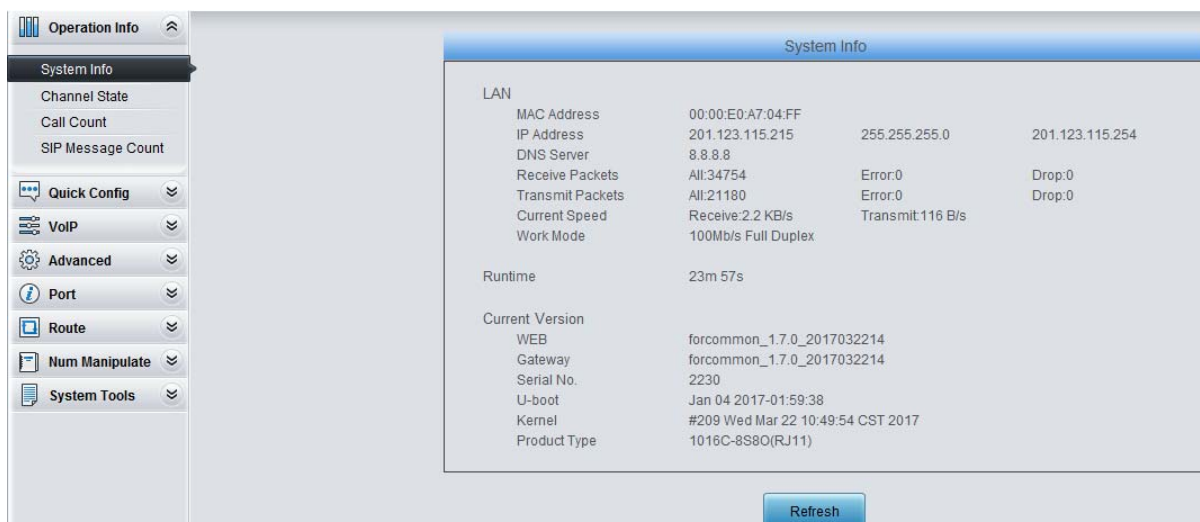 Operation Info
System Info
Channel State
Call Count
SIP Message Count
Quick Config
VoIP
Advanced
Port
Route
Num Manipulate
System Tools
System Info
LAN
MAC Address 00:00:E0:A7:04:FF
IP Address 201.123.115.215 255.255.255.0 201.123.115.254
DNS Server 8.8.8.8
Receive Packets All:34754 Error:0 Drop:0
Transmit Packets All:21180 Error:0 Drop:0
Current Speed Receive:2.2 KB/s Transmit:116 B/s
Work Mode 100Mb/s Full Duplex
Runtime 23m 57s
Current Version
WEB forcommon_1.7.0_2017032214
Gateway forcommon_1.7.0_2017032214
Serial No. 2230
U-boot Jan 04 2017-01:59:38
Kernel #209 Wed Mar 22 10:49:54 CST 2017
Product Type 1016C-8S8O(RJ11)
Refresh